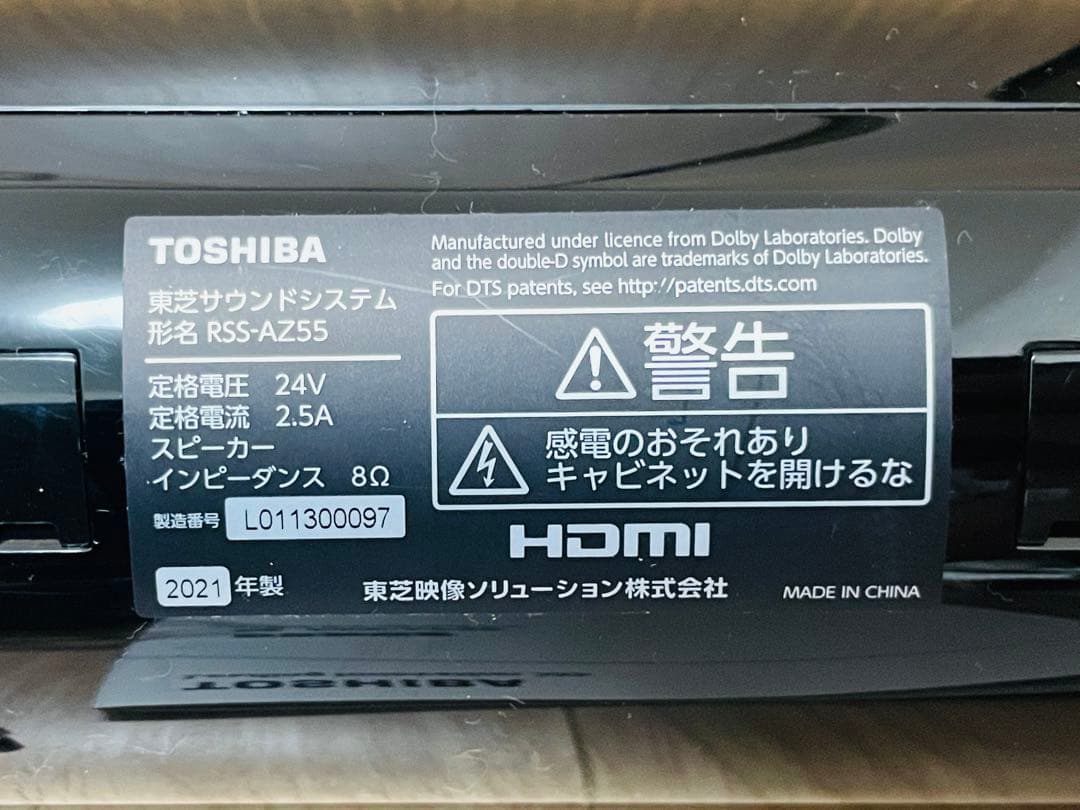 TOSHIBA
東芝サウンドシステム
形名 RSS-AZ55
定格電圧 24V
定格電流 2.5A
スピーカー
インピーダンス 8Ω
製造番号 L011300097
2021 年製
Manufactured under licence from Dolby Laboratories. Dolby
and the double-D symbol are trademarks of Dolby Laboratories.
For DTS patents, see http://patents.dts.com
警告
感電のおそれあり
キャビネットを開けるな
HDMI
東芝映像ソリューション株式会社
MADE IN CHINA
TOSHIBA